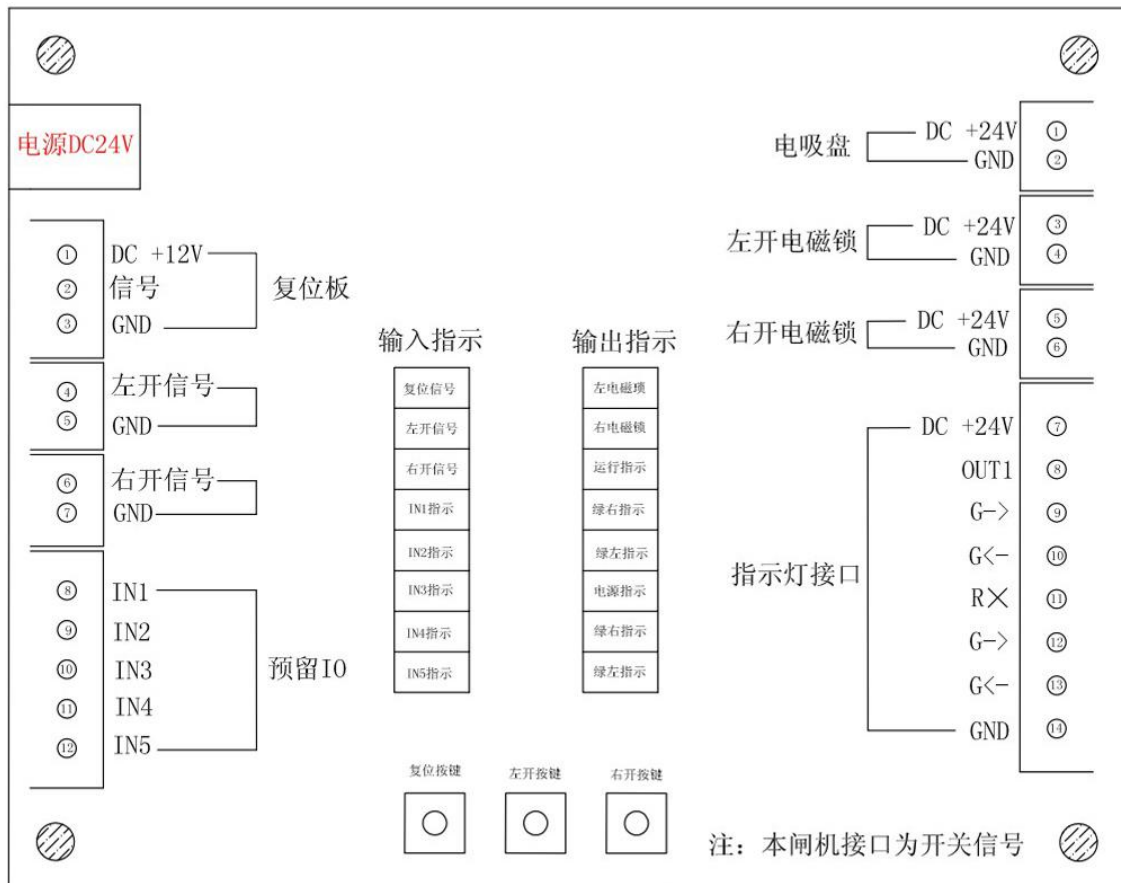 电源DC24V
① DC +12V
② 信号
③ GND
复位板
④ 左开信号
⑤ GND
⑥ 右开信号
⑦ GND
⑧ IN1
⑨ IN2
⑩ IN3
⑪ IN4
⑫ IN5
预留IO
输入指示
复位信号
左开信号
右开信号
IN1指示
IN2指示
IN3指示
IN4指示
IN5指示
输出指示
左电磁琐
右电磁锁
运行指示
绿右指示
绿左指示
电源指示
绿右指示
绿左指示
复位按键
左开按键
右开按键
电吸盘
DC +24V ①
GND ②
左开电磁锁
DC +24V ③
GND ④
右开电磁锁
DC +24V ⑤
GND ⑥
指示灯接口
DC +24V ⑦
OUT1 ⑧
G-> ⑨
G<- ⑩
R× ⑪
G-> ⑫
G<- ⑬
GND ⑭
注: 本闸机接口为开关信号